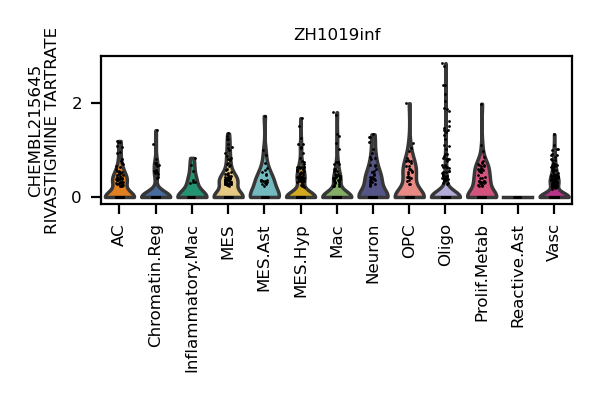 ZH1019inf
CHEMBL215645
RIVASTIGMINE TARTRATE
2
0
AC
Chromatin.Reg
Inflammatory.Mac
MES
MES.Ast
MES.Hyp
Mac
Neuron
OPC
Oligo
Prolif.Metab
Reactive.Ast
Vasc